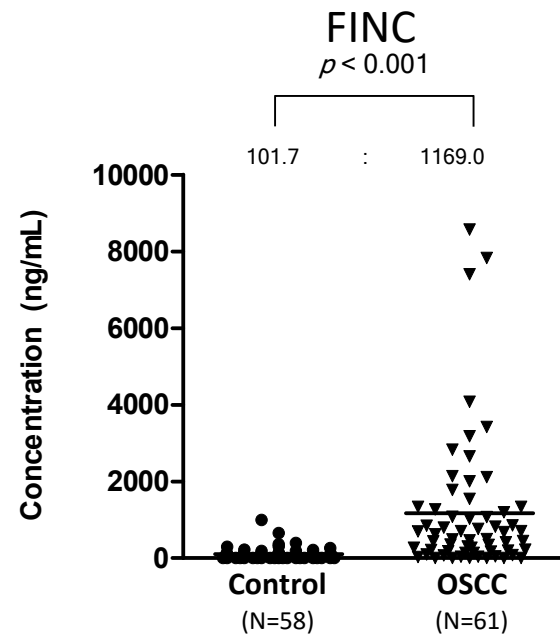 FINC
p < 0.001
101.7 : 1169.0
10000
8000
6000
4000
2000
0
Concentration (ng/mL)
Control OSCC
(N=58) (N=61)